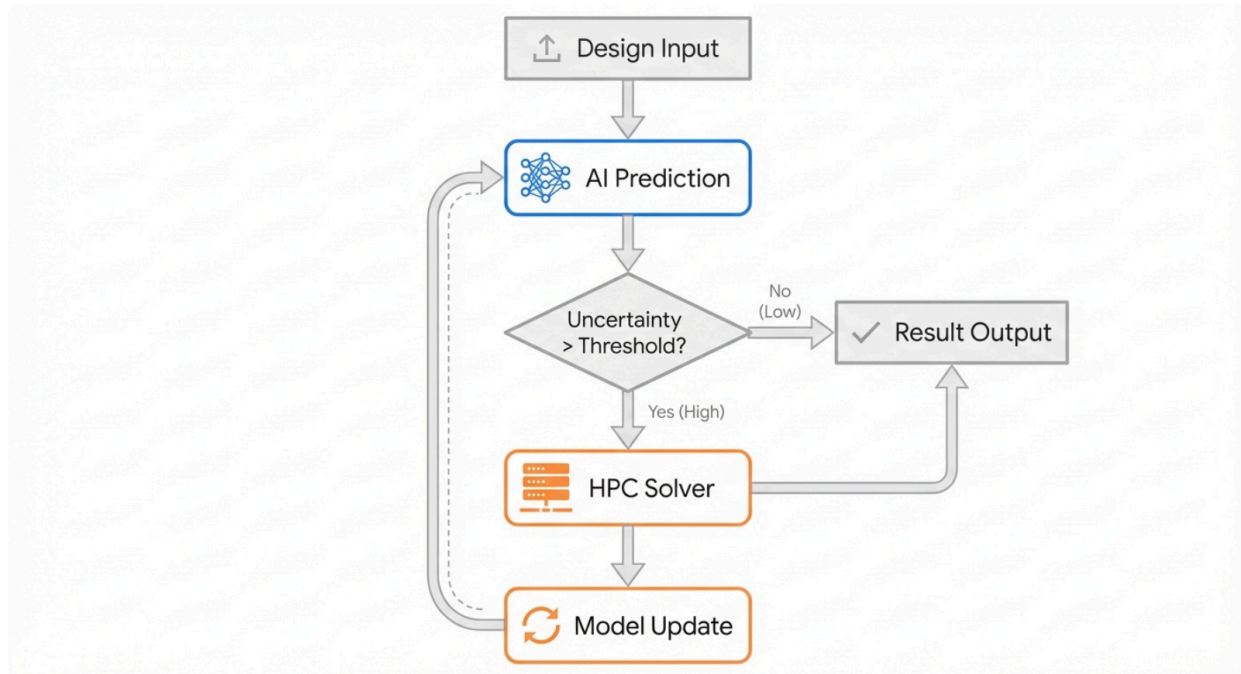 Design Input
AI Prediction
Uncertainty
> Threshold?
No
(Low)
Result Output
Yes (High)
HPC Solver
Model Update